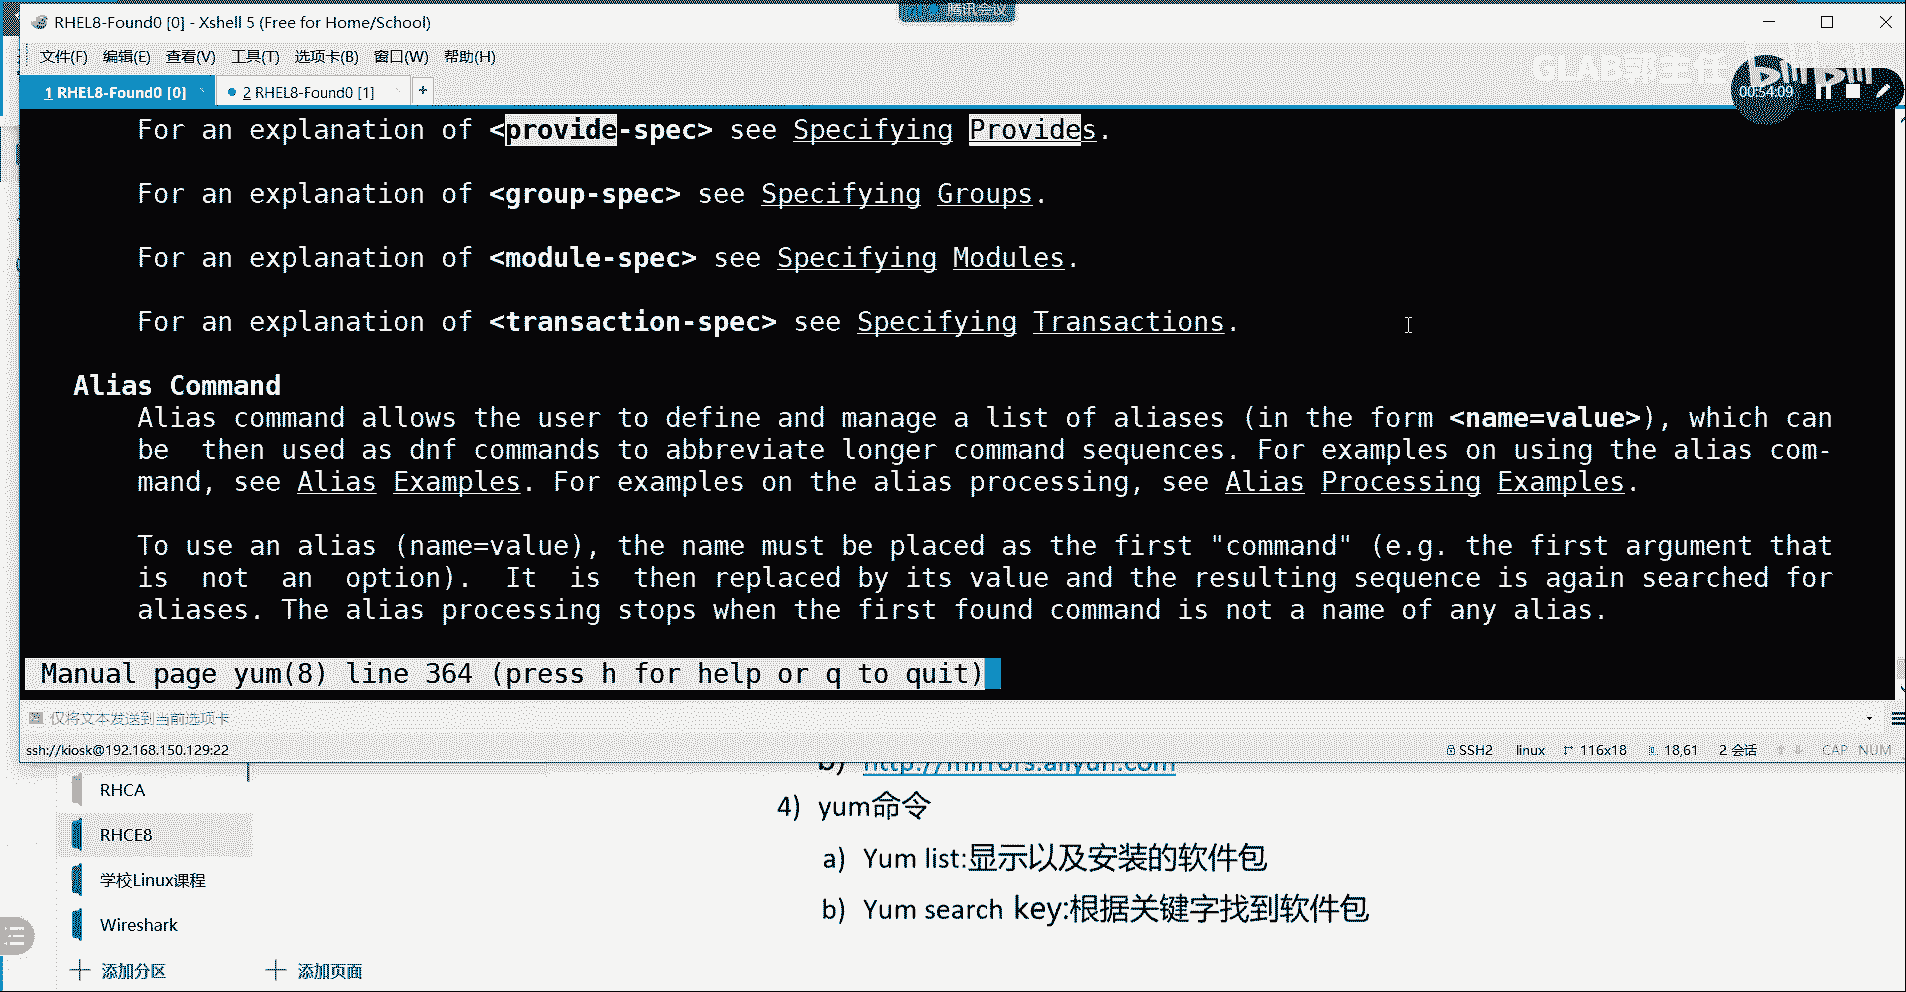 腾讯会议
RHEL8-Found0 [0] - Xshell 5 (Free for Home/School)
文件(F) 编辑(E) 查看(V) 工具(T) 选项卡(B) 窗口(W) 帮助(H)
GLAB郭主任 bilibili
00:54:09
1 RHEL8-Found0 [0] 2 RHEL8-Found0 [1] +
For an explanation of <provide-spec> see Specifying Provides.
For an explanation of <group-spec> see Specifying Groups.
For an explanation of <module-spec> see Specifying Modules.
For an explanation of <transaction-spec> see Specifying Transactions.
Alias Command
Alias command allows the user to define and manage a list of aliases (in the form <name=value>), which can
be then used as dnf commands to abbreviate longer command sequences. For examples on using the alias com-
mand, see Alias Examples. For examples on the alias processing, see Alias Processing Examples.
To use an alias (name=value), the name must be placed as the first "command" (e.g. the first argument that
is not an option). It is then replaced by its value and the resulting sequence is again searched for
aliases. The alias processing stops when the first found command is not a name of any alias.
Manual page yum(8) line 364 (press h for help or q to quit)
仅将文本发送到当前选项卡
ssh://kiosk@192.168.150.129:22 SSH2 linux 116x18 18,61 2 会话 CAP NUM
b) http://mirrors.aliyun.com
RHCA
4) yum命令
RHCE8
a) Yum list:显示以及安装的软件包
学校Linux课程
b) Yum search key:根据关键字找到软件包
Wireshark
添加分区 添加页面